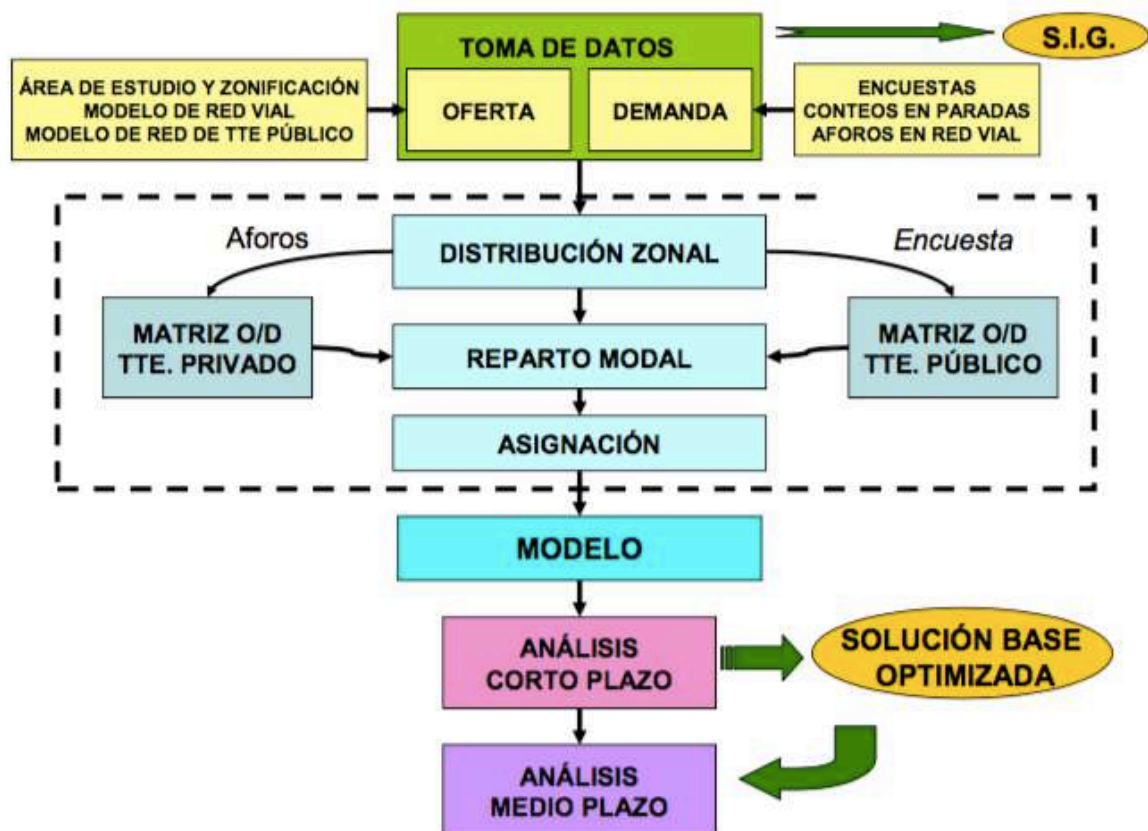 TOMA DE DATOS
S.I.G.
ÁREA DE ESTUDIO Y ZONIFICACIÓN
MODELO DE RED VIAL
MODELO DE RED DE TTE PÚBLICO
OFERTA
DEMANDA
ENCUESTAS
CONTEOS EN PARADAS
AFOROS EN RED VIAL
Aforos
DISTRIBUCIÓN ZONAL
Encuesta
MATRIZ O/D
TTE. PRIVADO
REPARTO MODAL
MATRIZ O/D
TTE. PÚBLICO
ASIGNACIÓN
MODELO
ANÁLISIS
CORTO PLAZO
SOLUCIÓN BASE
OPTIMIZADA
ANÁLISIS
MEDIO PLAZO